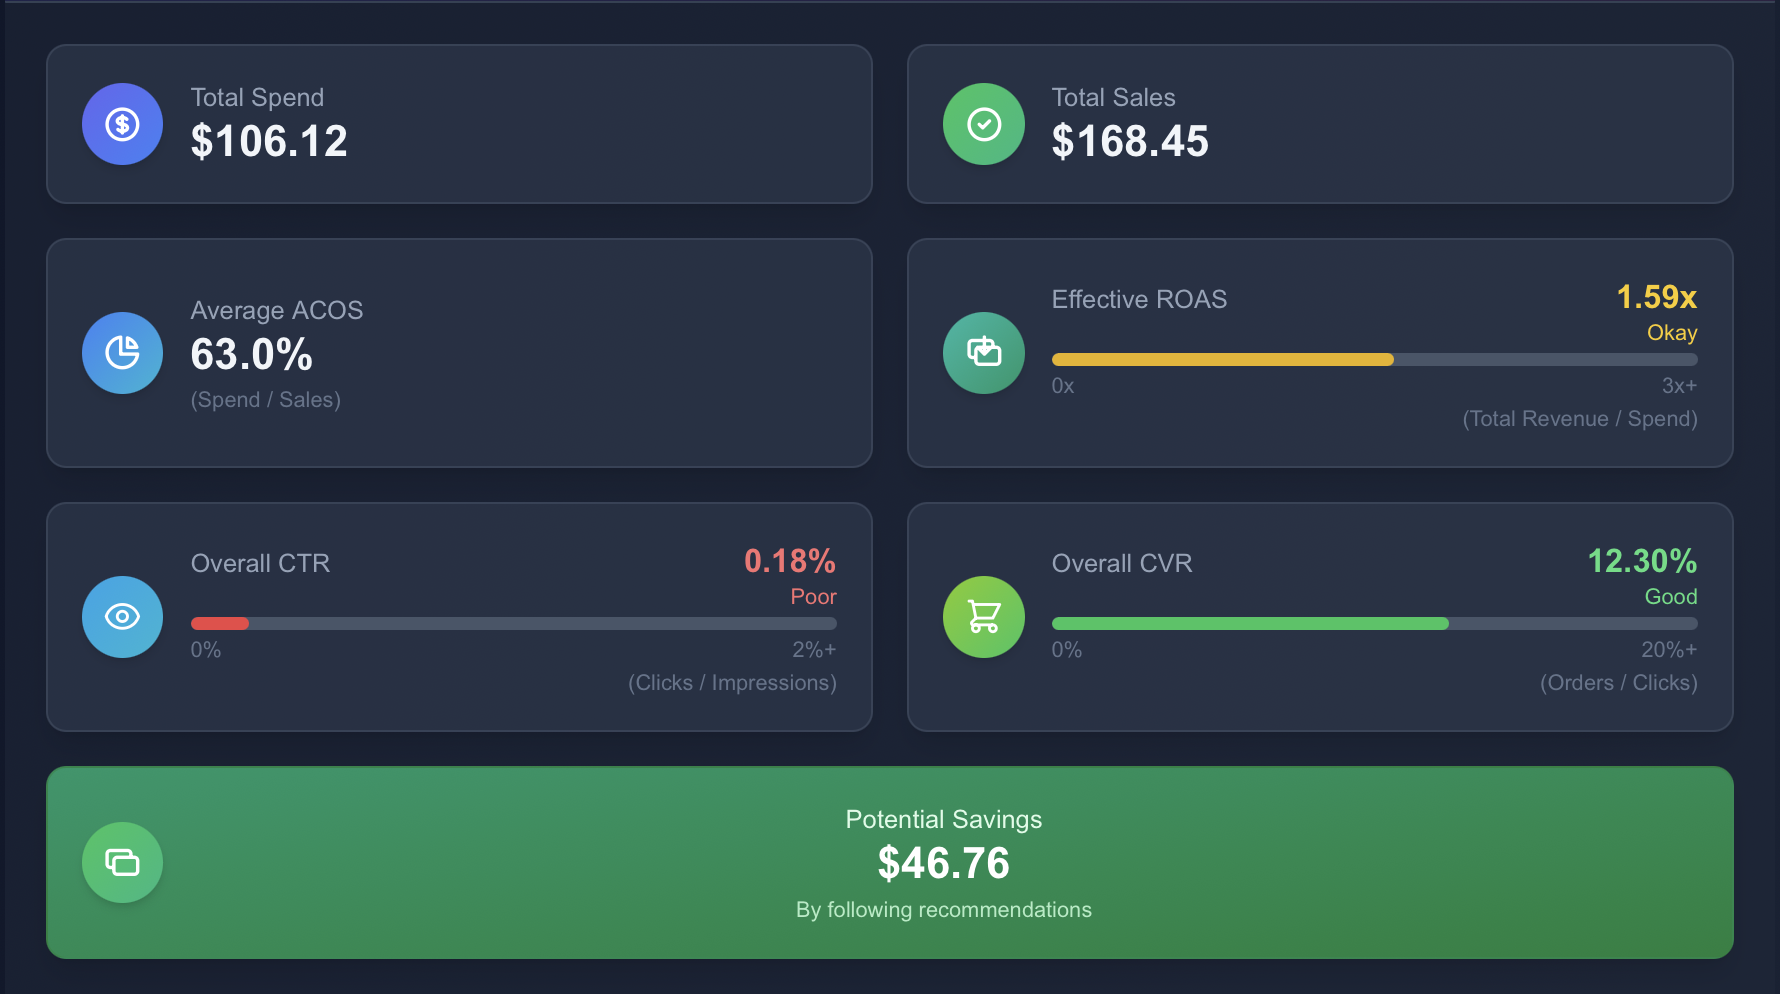 Total Spend
$106.12
Total Sales
$168.45
Average ACOS
63.0%
(Spend / Sales)
Effective ROAS
1.59x
Okay
0x
3x+
(Total Revenue / Spend)
Overall CTR
0.18%
Poor
0%
2%+
(Clicks / Impressions)
Overall CVR
12.30%
Good
0%
20%+
(Orders / Clicks)
Potential Savings
$46.76
By following recommendations